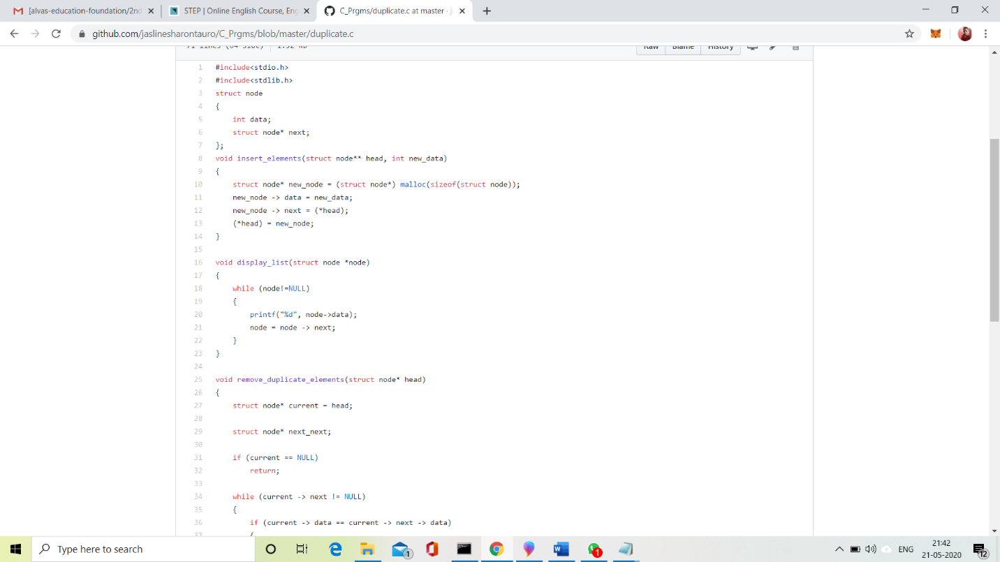 [alvas-education-foundation/2nd
STEP | Online English Course, Eng
C_Prgms/duplicate.c at master · j
github.com/jaslinesharontauro/C_Prgms/blob/master/duplicate.c
71 lines (64 sloc) 1.52 KB
Raw Blame History
1 #include<stdio.h>
2 #include<stdlib.h>
3 struct node
4 {
5 int data;
6 struct node* next;
7 };
8 void insert_elements(struct node** head, int new_data)
9 {
10 struct node* new_node = (struct node*) malloc(sizeof(struct node));
11 new_node -> data = new_data;
12 new_node -> next = (*head);
13 (*head) = new_node;
14 }
15
16 void display_list(struct node *node)
17 {
18 while (node!=NULL)
19 {
20 printf("%d", node->data);
21 node = node -> next;
22 }
23 }
24
25 void remove_duplicate_elements(struct node* head)
26 {
27 struct node* current = head;
28
29 struct node* next_next;
30
31 if (current == NULL)
32 return;
33
34 while (current -> next != NULL)
35 {
36 if (current -> data == current -> next -> data)
37 {
Type here to search
1
W
1
ENG
21:42
21-05-2020
12